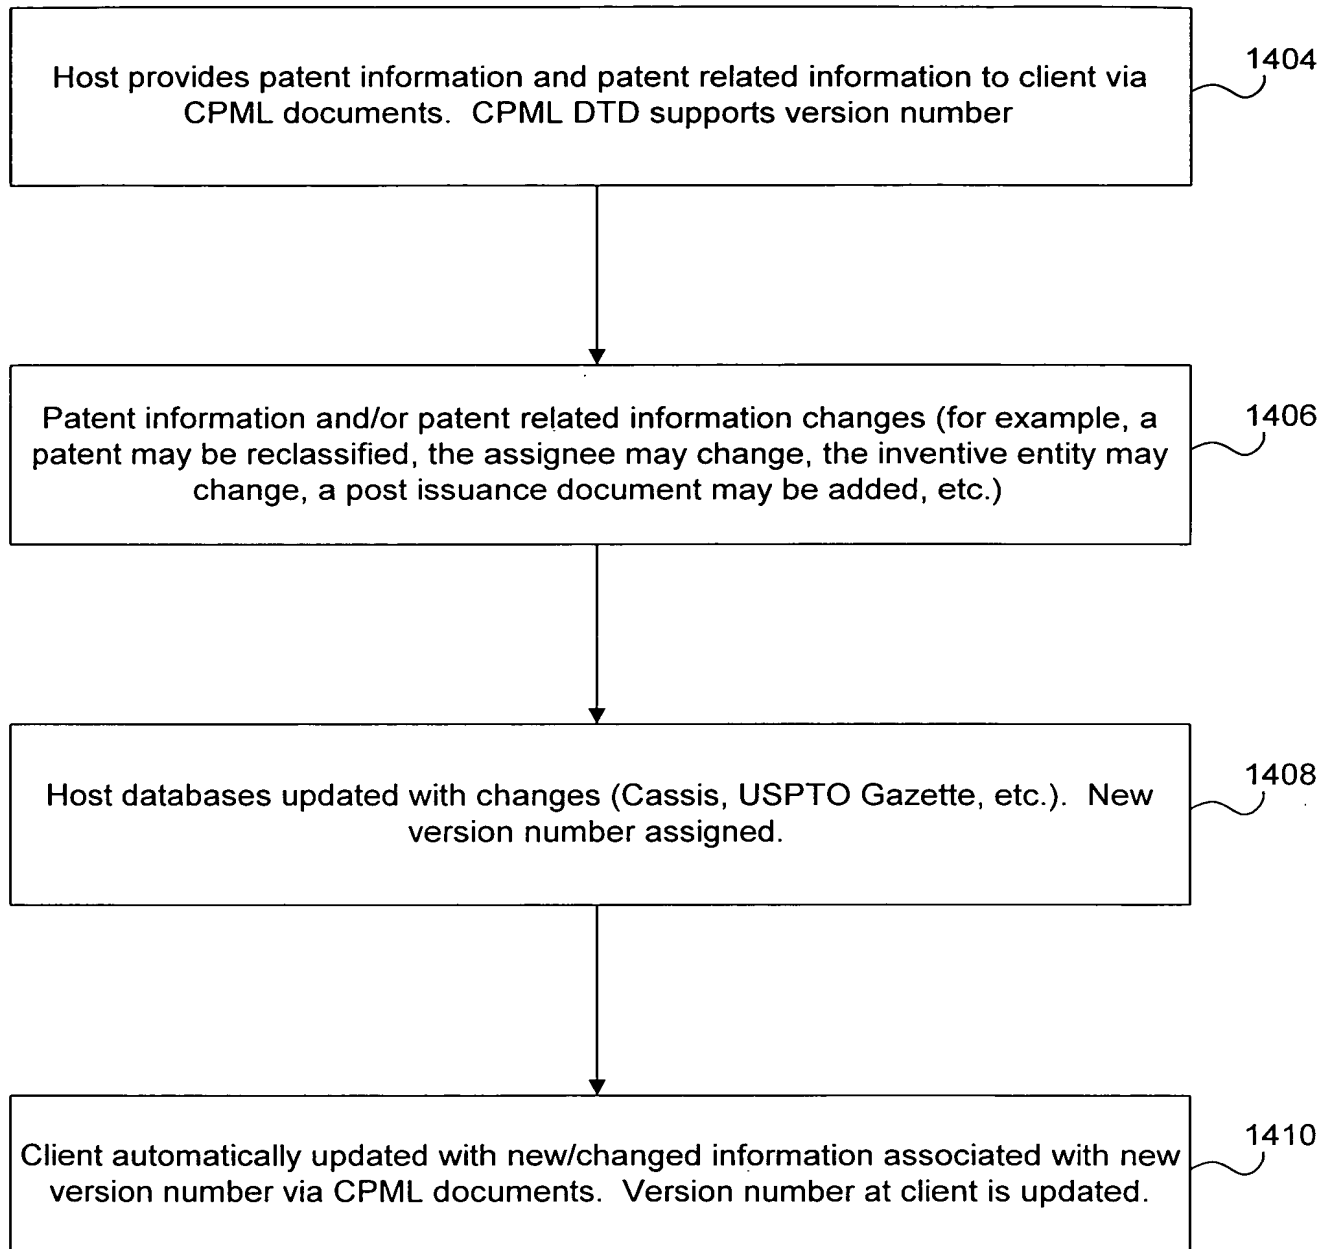 Host provides patent information and patent related information to client via
CPML documents.  CPML DTD supports version number
1404
Patent information and/or patent related information changes (for example, a
patent may be reclassified, the assignee may change, the inventive entity may
change, a post issuance document may be added, etc.)
1406
Host databases updated with changes (Cassis, USPTO Gazette, etc.).  New
version number assigned.
1408
Client automatically updated with new/changed information associated with new
version number via CPML documents.  Version number at client is updated.
1410